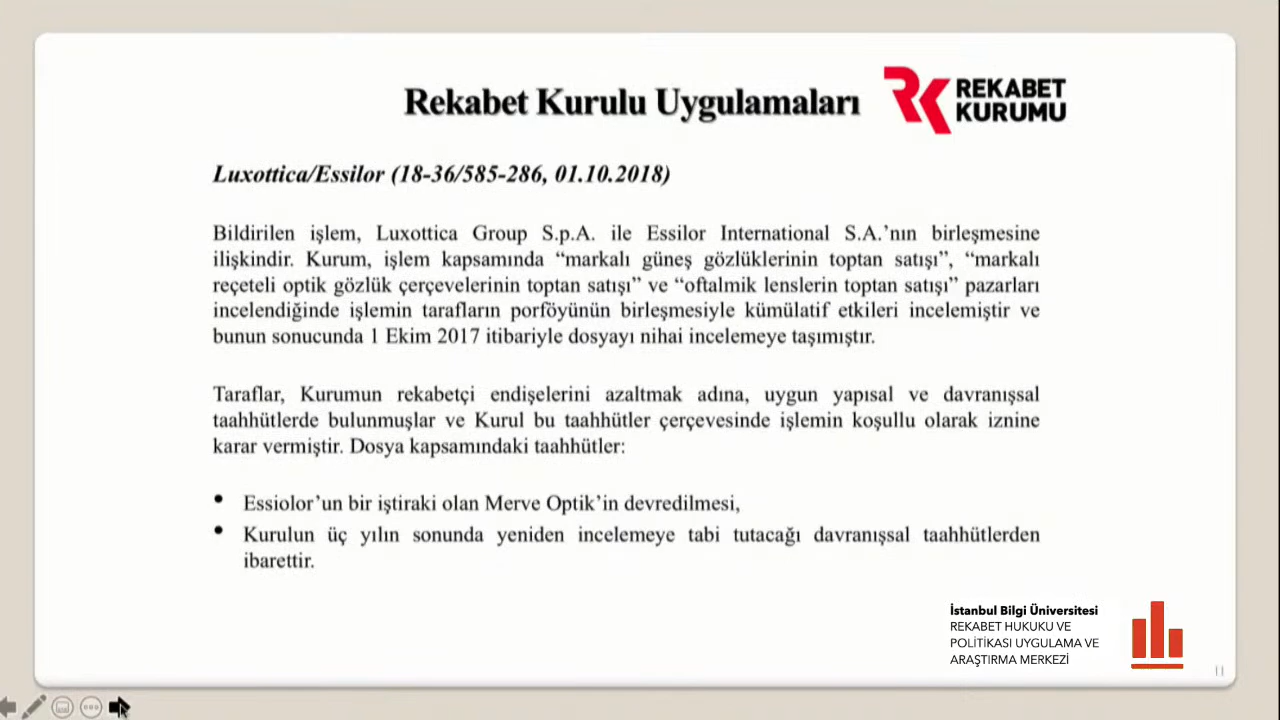 Rekabet Kurulu Uygulamaları
REKABET
KURUMU
Luxottica/Essilor (18-36/585-286, 01.10.2018)
Bildirilen işlem, Luxottica Group S.p.A. ile Essilor International S.A.’nın birleşmesine
ilişkindir. Kurum, işlem kapsamında “markalı güneş gözlüklerinin toptan satışı”, “markalı
reçeteli optik gözlük çerçevelerinin toptan satışı” ve “oftalmik lenslerin toptan satışı” pazarları
incelendiğinde işlemin tarafların porföyünün birleşmesiyle kümülatif etkileri incelemiştir ve
bunun sonucunda 1 Ekim 2017 itibariyle dosyayı nihai incelemeye taşımıştır.
Taraflar, Kurumun rekabetçi endişelerini azaltmak adına, uygun yapısal ve davranışsal
taahhütlerde bulunmuşlar ve Kurul bu taahhütler çerçevesinde işlemin koşullu olarak iznine
karar vermiştir. Dosya kapsamındaki taahhütler:
• Essiolor’un bir iştiraki olan Merve Optik’in devredilmesi,
• Kurulun üç yılın sonunda yeniden incelemeye tabi tutacağı davranışsal taahhütlerden
ibarettir.
İstanbul Bilgi Üniversitesi
REKABET HUKUKU VE
POLİTİKASI UYGULAMA VE
ARAŞTIRMA MERKEZİ
11